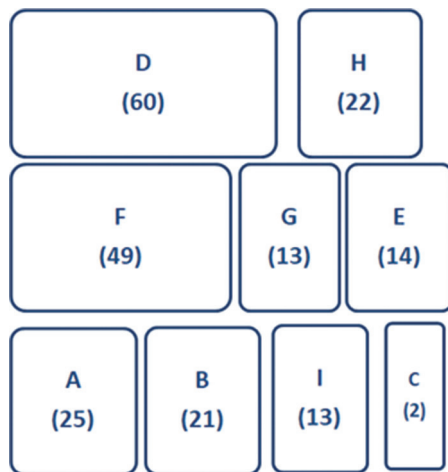 D
(60)
H
(22)
F
(49)
G
(13)
E
(14)
A
(25)
B
(21)
I
(13)
C
(2)